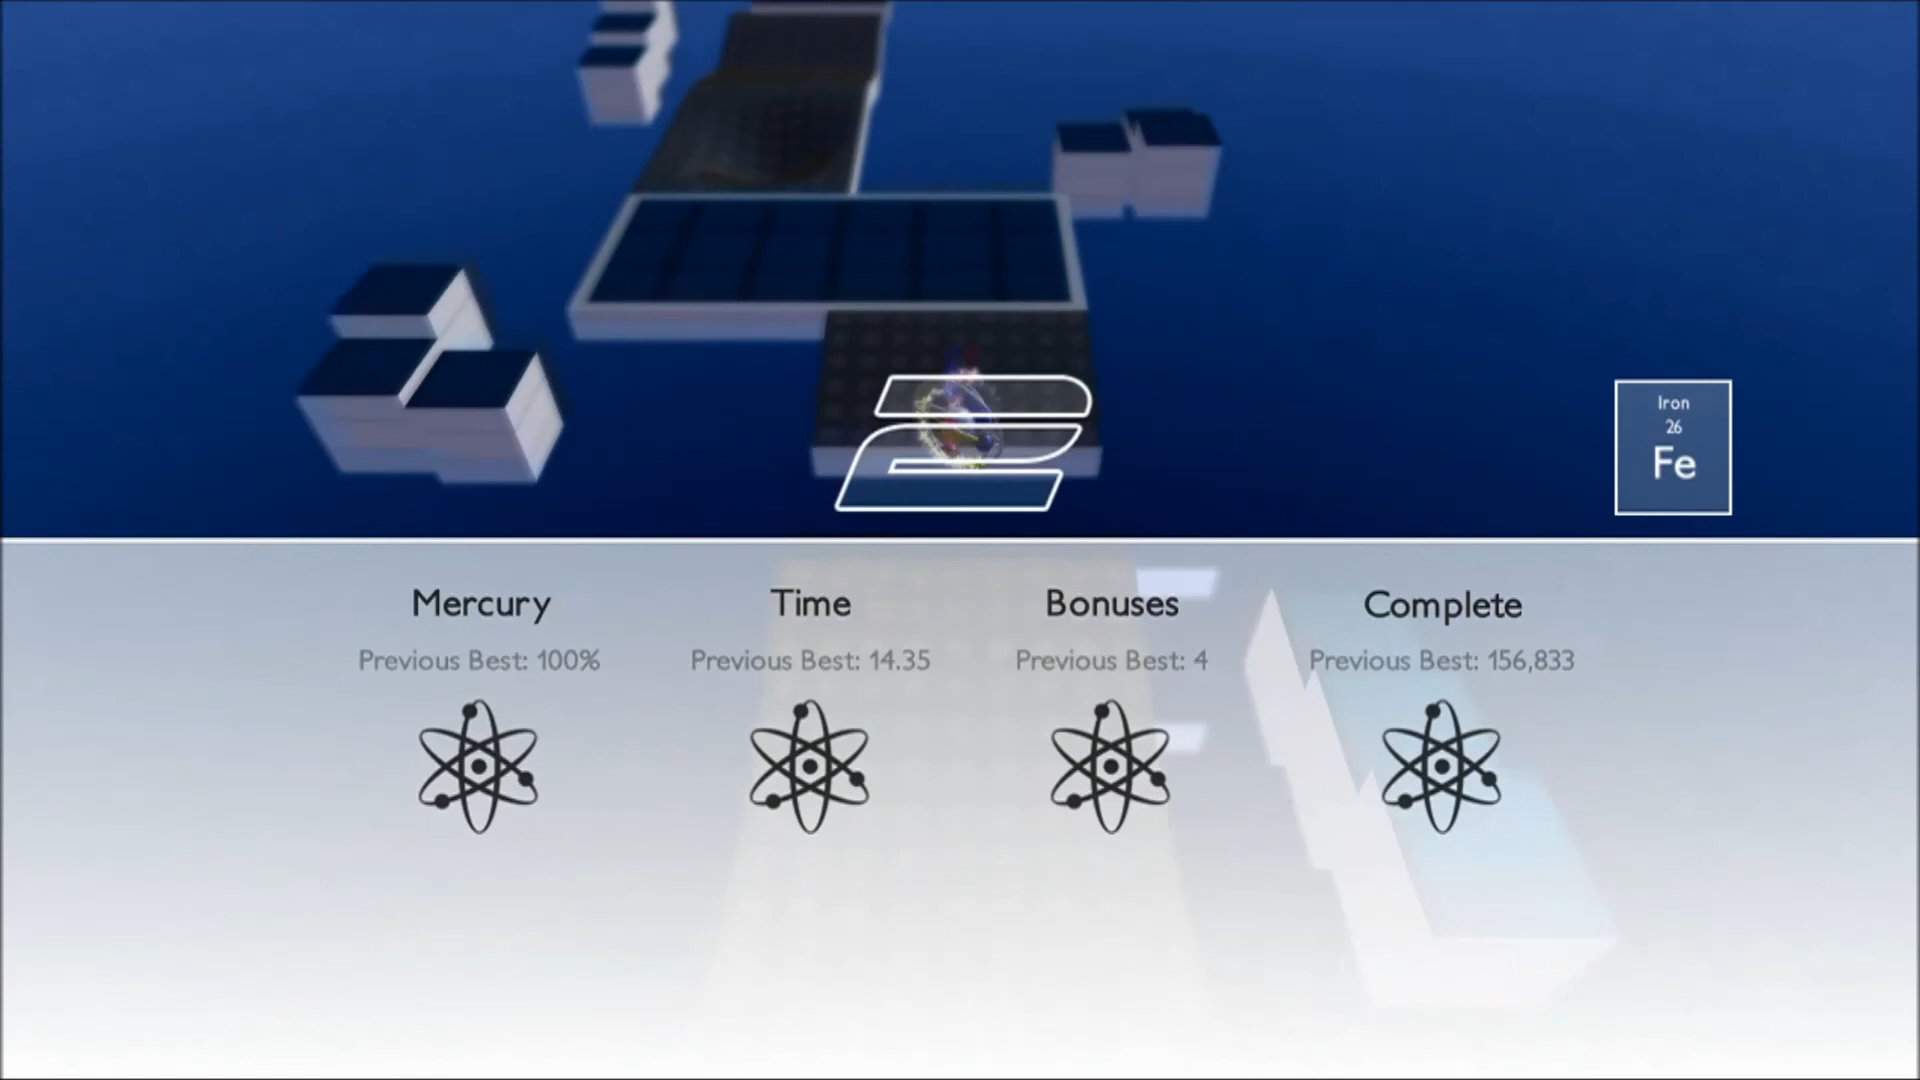 2
Iron
26
Fe
Mercury Time Bonuses Complete
Previous Best: 100% Previous Best: 14.35 Previous Best: 4 Previous Best: 156,833